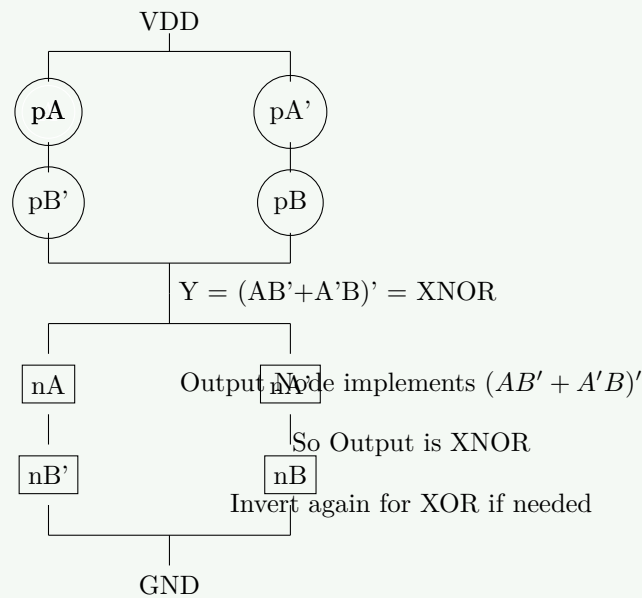 VDD
pA pA'
pB' pB
Y = (AB'+A'B)' = XNOR
nA nA'
Output Node implements $(AB' + A'B)'$
So Output is XNOR
nB' nB
Invert again for XOR if needed
GND